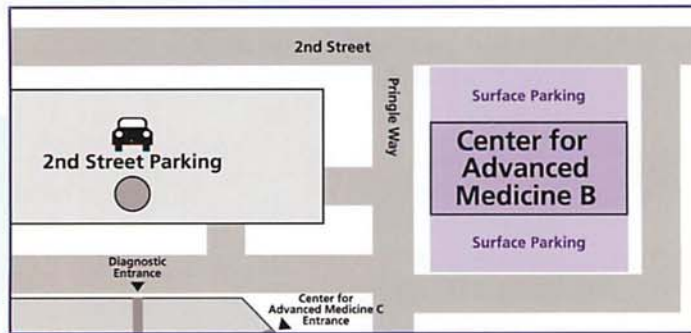 2nd Street
Pringle Way
Surface Parking
2nd Street Parking
Center for
Advanced
Medicine B
Surface Parking
Diagnostic
Entrance
Center for
Advanced Medicine C
Entrance